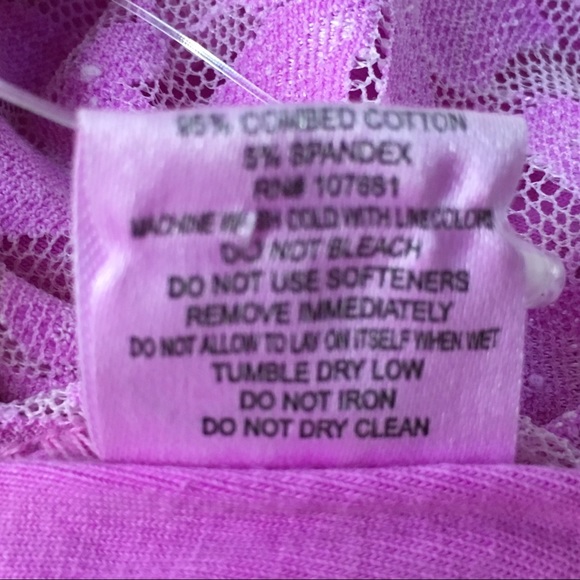 95% COMBED COTTON
5% SPANDEX
RN# 107881
MACHINE WASH COLD WITH LIKE COLORS
DO NOT BLEACH
DO NOT USE SOFTENERS
REMOVE IMMEDIATELY
DO NOT ALLOW TO LAY ON ITSELF WHEN WET
TUMBLE DRY LOW
DO NOT IRON
DO NOT DRY CLEAN